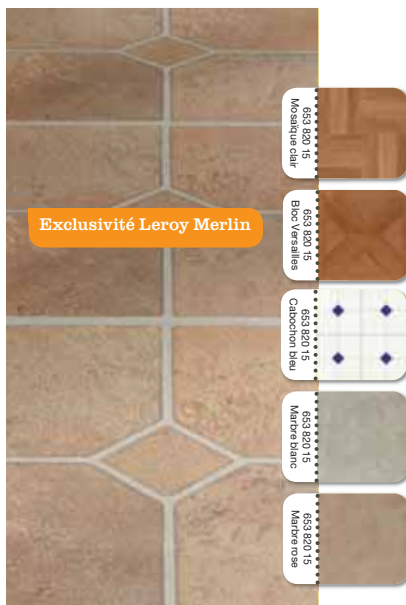 Exclusivité Leroy Merlin
653 820 15
Mosaïque clair
653 820 15
Bloc Versailles
653 820 15
Cabochon bleu
653 820 15
Marbre blanc
653 820 15
Marbre rose